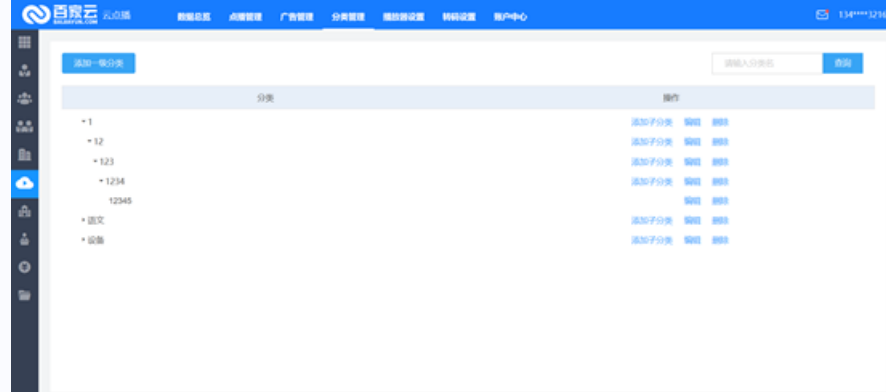 百家云 云点播 数据总览 点播管理 广告管理 分类管理 播放器设置 转码设置 账户中心 134****3216
BAIJIAYUN.COM
添加一级分类 请输入分类名 查询
分类 操作
1 添加子分类 编辑 删除
12 添加子分类 编辑 删除
123 添加子分类 编辑 删除
1234 添加子分类 编辑 删除
12345 编辑 删除
语文 添加子分类 编辑 删除
设备 添加子分类 编辑 删除